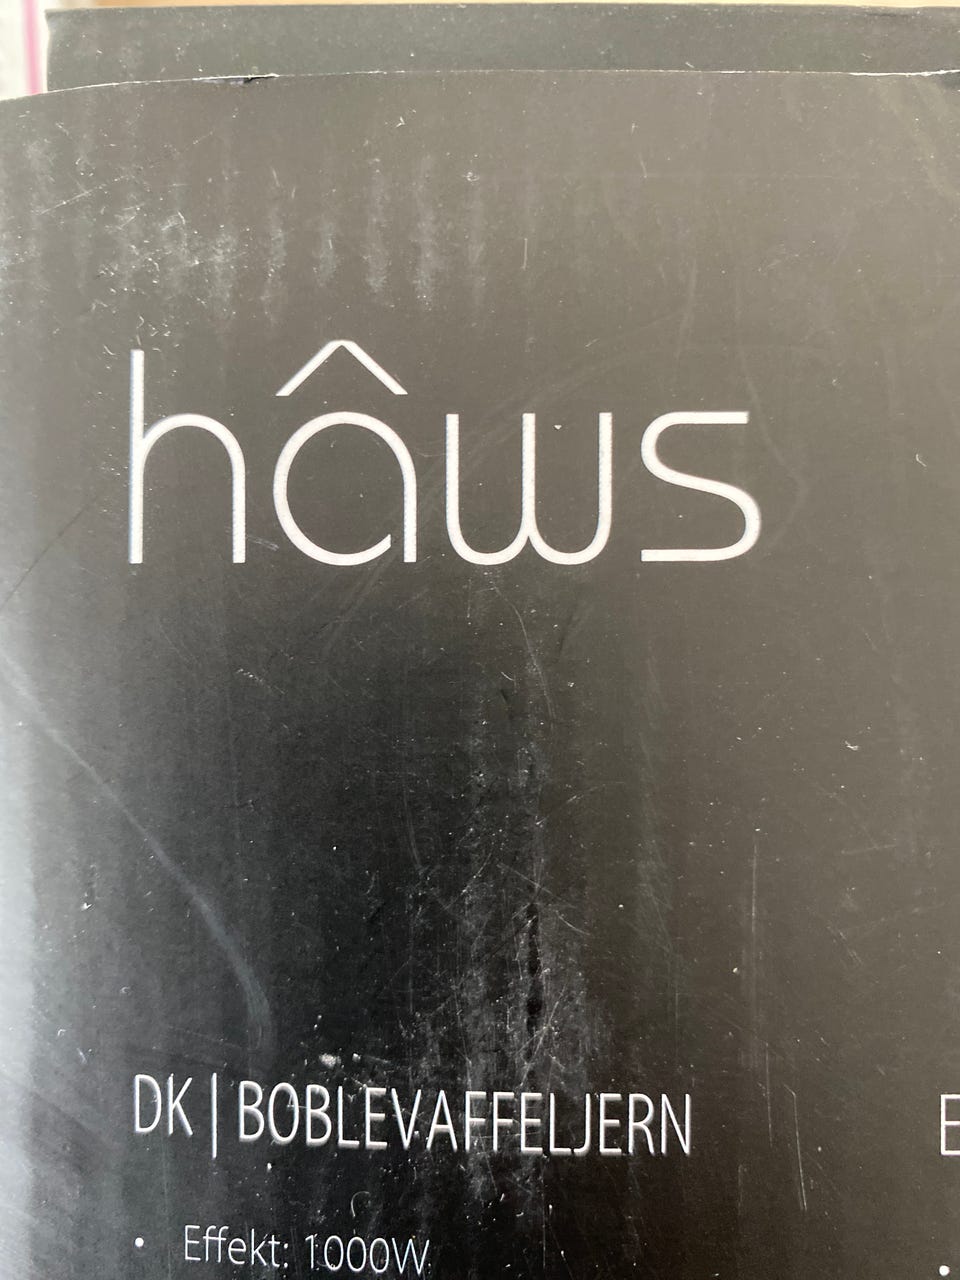 hâws
DK | BOBLEVAFFELJERN
• Effekt: 1000W